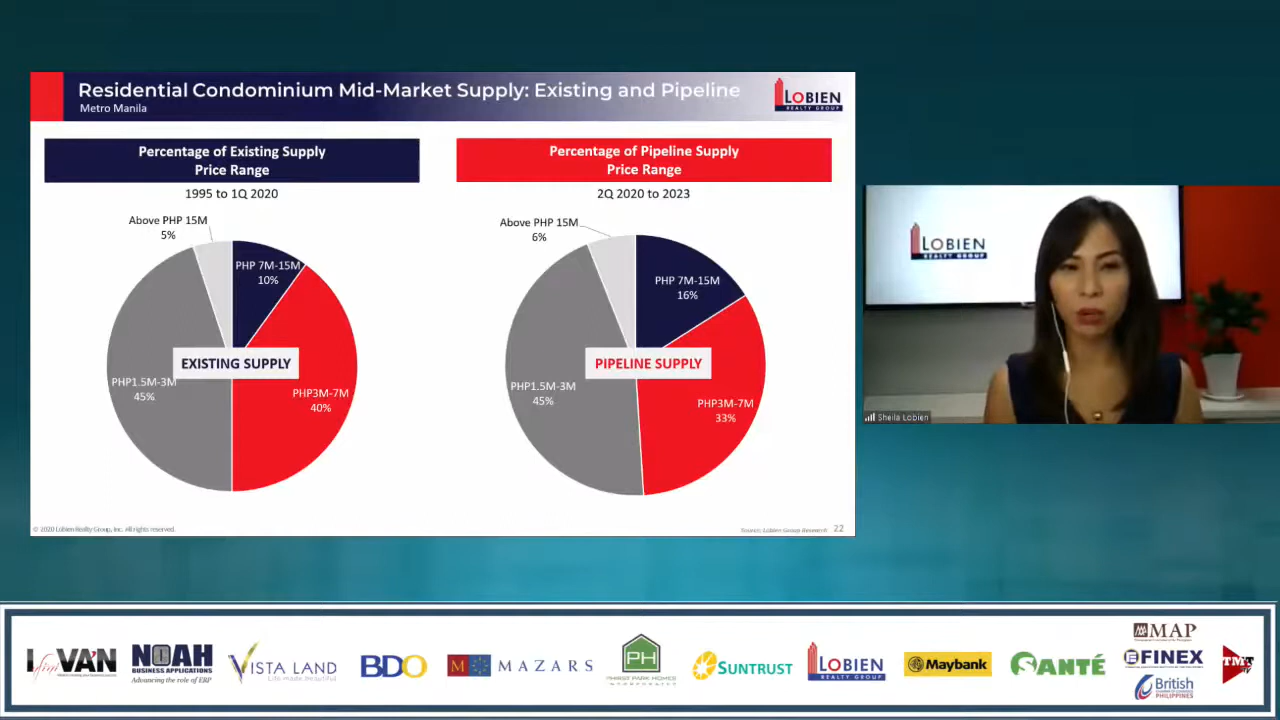 Residential Condominium Mid-Market Supply: Existing and Pipeline
Metro Manila
LOBIEN
REALTY GROUP
Percentage of Existing Supply
Price Range
1995 to 1Q 2020
Above PHP 15M
5%
PHP 7M-15M
10%
EXISTING SUPPLY
PHP1.5M-3M
45%
PHP3M-7M
40%
Percentage of Pipeline Supply
Price Range
2Q 2020 to 2023
Above PHP 15M
6%
PHP 7M-15M
16%
PIPELINE SUPPLY
PHP1.5M-3M
45%
PHP3M-7M
33%
© 2020 Lobien Realty Group, Inc. All rights reserved.
Source: Lobien Group Research
22
LOBIEN
REALTY GROUP
Sheila Lobien
NOAH
BUSINESS APPLICATIONS
Advancing the role of ERP
VISTA LAND
Life made beautiful
BDO
M MAZARS
PH
PHIRST PARK HOMES
INCORPORATED
SUNTRUST
LOBIEN
REALTY GROUP
Maybank
SANTÉ
MAP
FINEX
British
PHILIPPINES
TMT